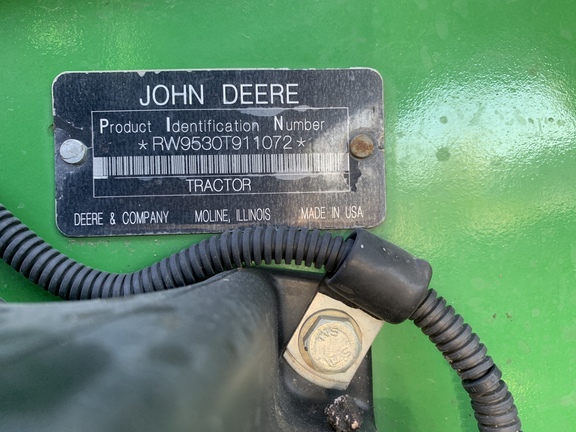 JOHN DEERE
Product Identification Number
*RW9530T911072*
TRACTOR
DEERE & COMPANY MOLINE, ILLINOIS MADE IN USA